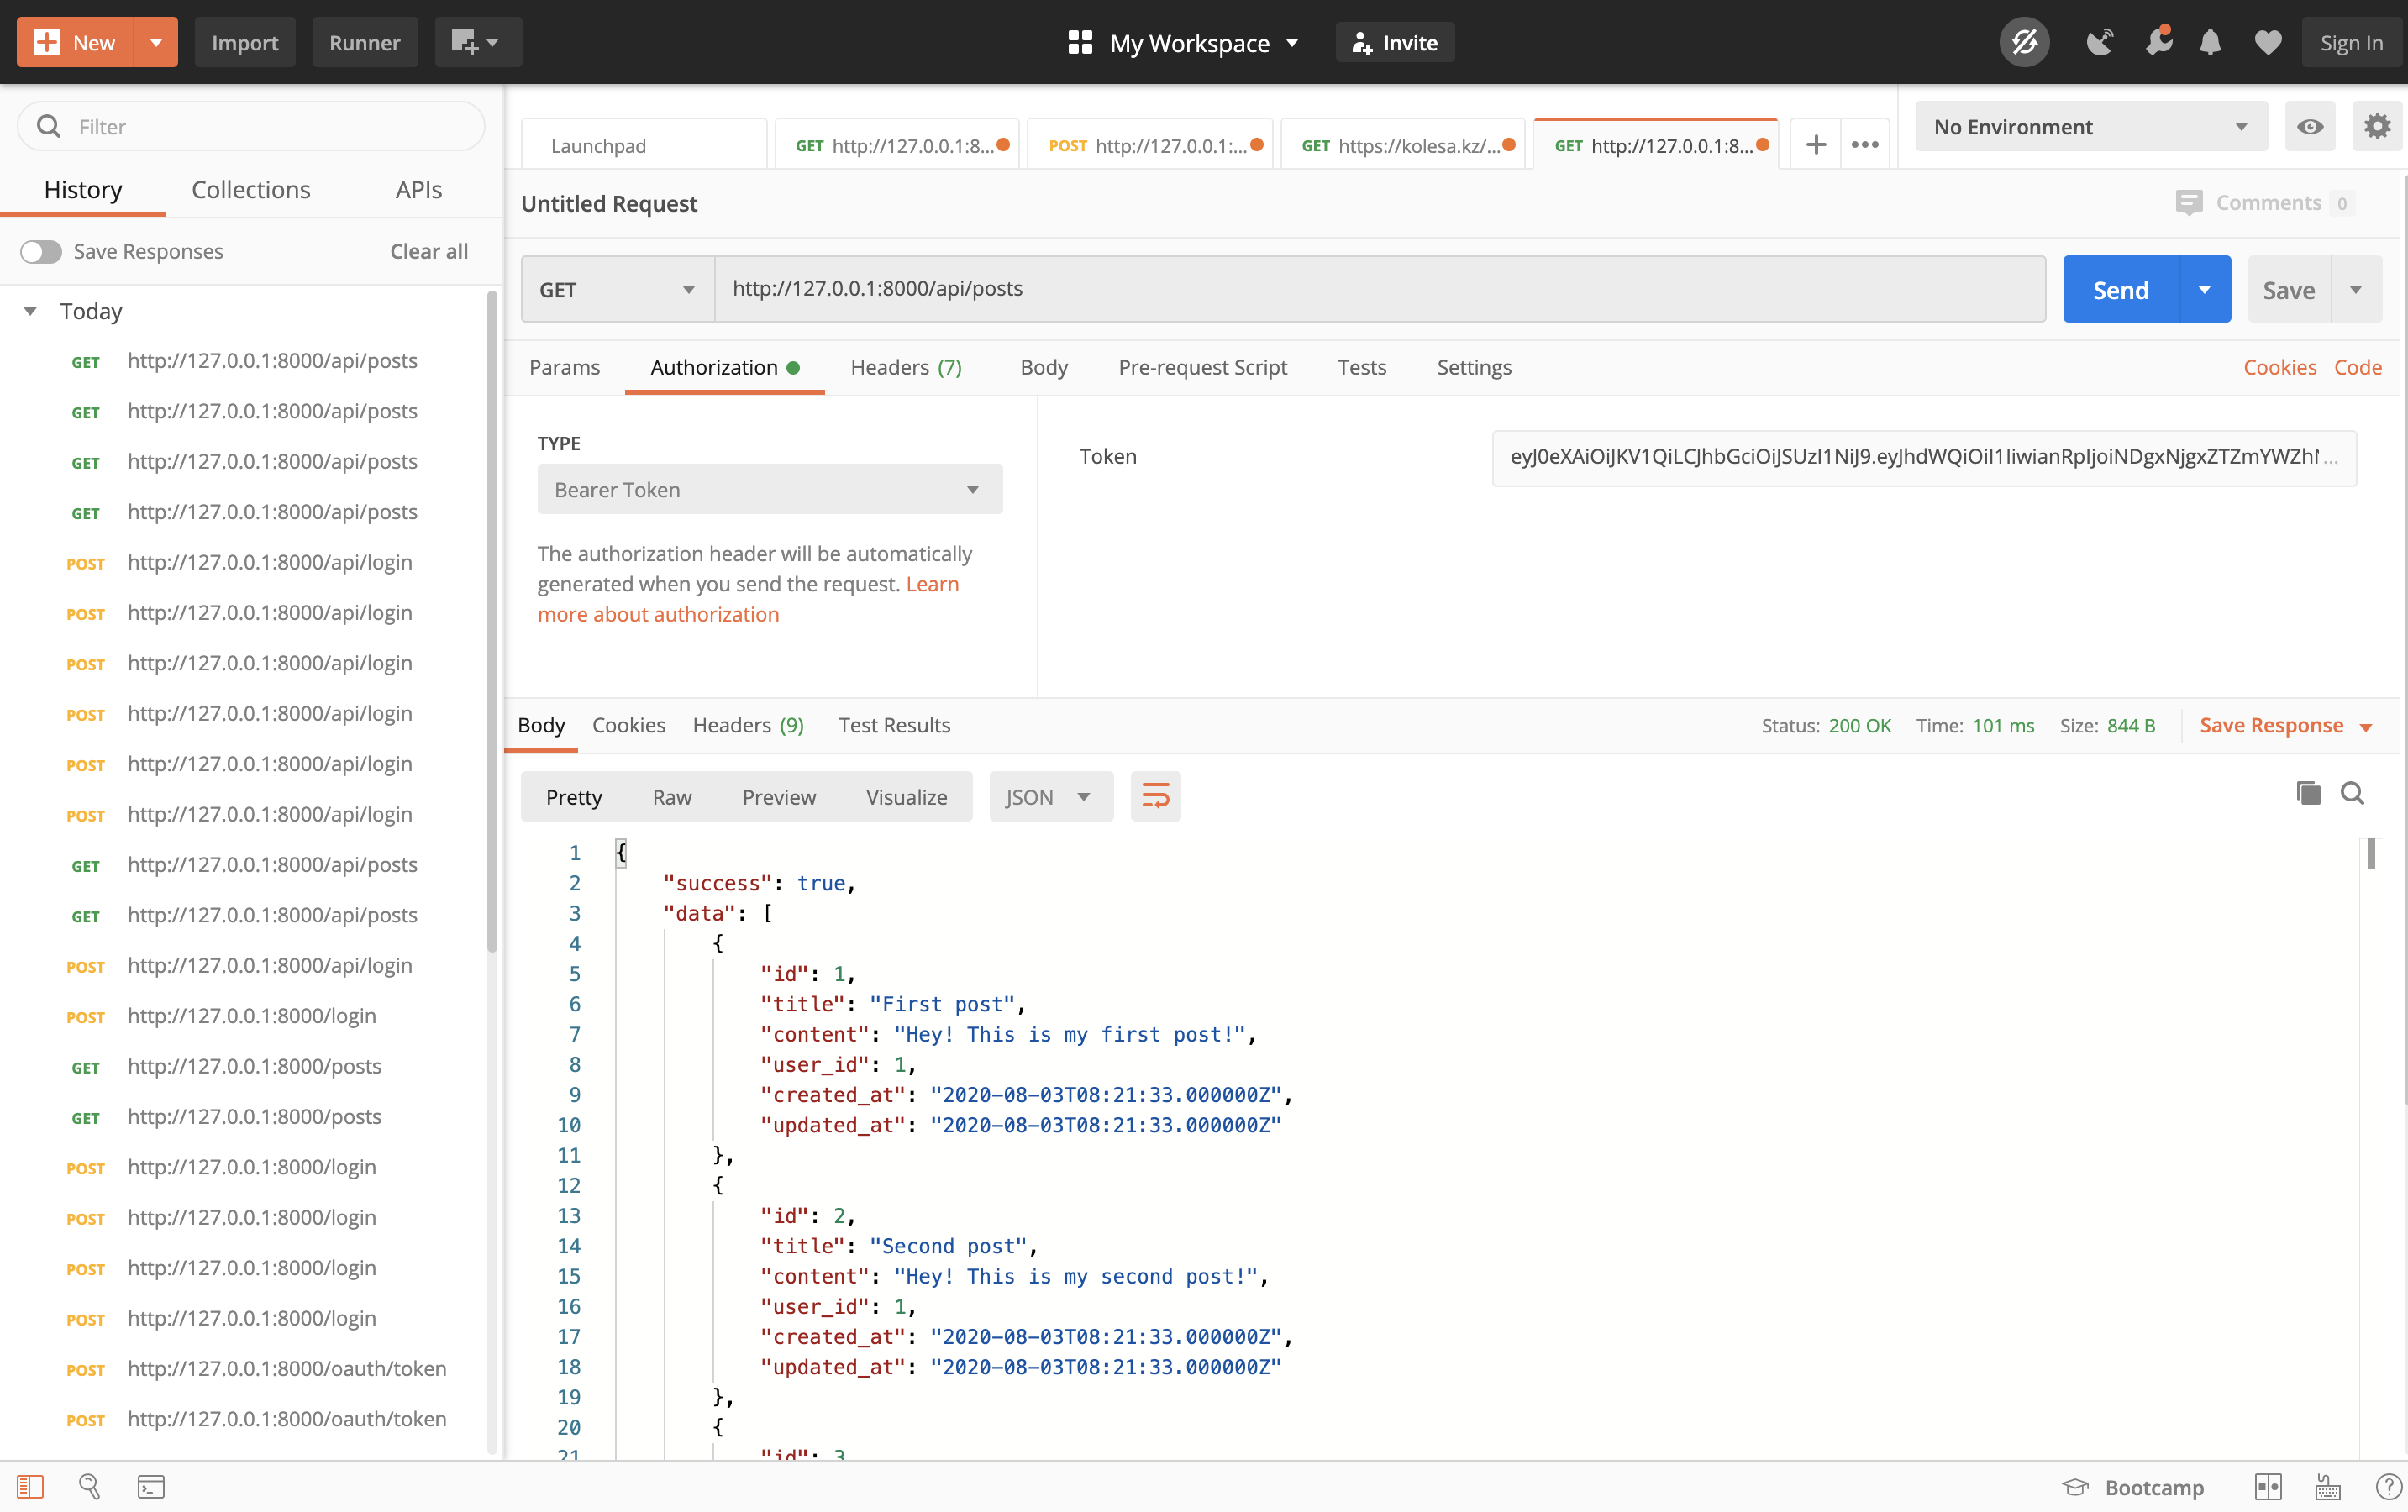 New
Import
Runner
My Workspace
Invite
Sign In
Filter
History
Collections
APIs
Save Responses
Clear all
Today
GET http://127.0.0.1:8000/api/posts
GET http://127.0.0.1:8000/api/posts
GET http://127.0.0.1:8000/api/posts
GET http://127.0.0.1:8000/api/posts
POST http://127.0.0.1:8000/api/login
POST http://127.0.0.1:8000/api/login
POST http://127.0.0.1:8000/api/login
POST http://127.0.0.1:8000/api/login
POST http://127.0.0.1:8000/api/login
POST http://127.0.0.1:8000/api/login
GET http://127.0.0.1:8000/api/posts
GET http://127.0.0.1:8000/api/posts
POST http://127.0.0.1:8000/api/login
POST http://127.0.0.1:8000/login
GET http://127.0.0.1:8000/posts
GET http://127.0.0.1:8000/posts
POST http://127.0.0.1:8000/login
POST http://127.0.0.1:8000/login
POST http://127.0.0.1:8000/login
POST http://127.0.0.1:8000/login
POST http://127.0.0.1:8000/oauth/token
POST http://127.0.0.1:8000/oauth/token
Launchpad
GET http://127.0.0.1:8...
POST http://127.0.0.1:...
GET https://kolesa.kz/...
GET http://127.0.0.1:8...
No Environment
Untitled Request
Comments 0
GET
http://127.0.0.1:8000/api/posts
Send
Save
Params
Authorization
Headers (7)
Body
Pre-request Script
Tests
Settings
Cookies
Code
TYPE
Bearer Token
The authorization header will be automatically
generated when you send the request. Learn
more about authorization
Token
eyJ0eXAiOiJKV1QiLCJhbGciOiJSUzI1NiJ9.eyJhdWQiOiI1IiwianRpIjoiNDgxNjgxZTZmYWZhN...
Body
Cookies
Headers (9)
Test Results
Status: 200 OK
Time: 101 ms
Size: 844 B
Save Response
Pretty
Raw
Preview
Visualize
JSON
1 {
2 "success": true,
3 "data": [
4 {
5 "id": 1,
6 "title": "First post",
7 "content": "Hey! This is my first post!",
8 "user_id": 1,
9 "created_at": "2020-08-03T08:21:33.000000Z",
10 "updated_at": "2020-08-03T08:21:33.000000Z"
11 },
12 {
13 "id": 2,
14 "title": "Second post",
15 "content": "Hey! This is my second post!",
16 "user_id": 1,
17 "created_at": "2020-08-03T08:21:33.000000Z",
18 "updated_at": "2020-08-03T08:21:33.000000Z"
19 },
20 {
21 "id": 3
Bootcamp